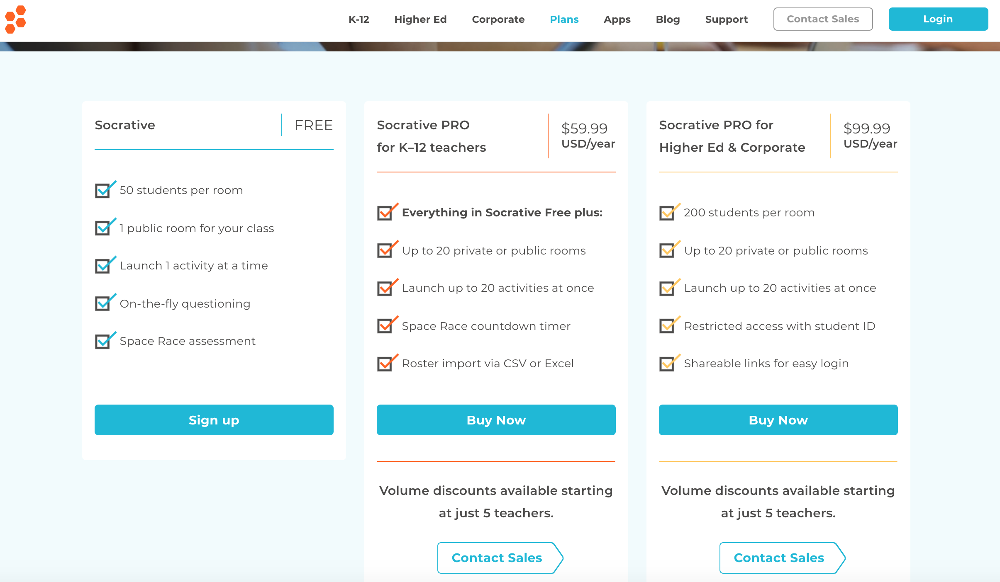 K-12
Higher Ed
Corporate
Plans
Apps
Blog
Support
Contact Sales
Login
Socrative
FREE
50 students per room
1 public room for your class
Launch 1 activity at a time
On-the-fly questioning
Space Race assessment
Sign up
Socrative PRO
for K–12 teachers
$59.99
USD/year
Everything in Socrative Free plus:
Up to 20 private or public rooms
Launch up to 20 activities at once
Space Race countdown timer
Roster import via CSV or Excel
Buy Now
Volume discounts available starting
at just 5 teachers.
Contact Sales
Socrative PRO for
Higher Ed & Corporate
$99.99
USD/year
200 students per room
Up to 20 private or public rooms
Launch up to 20 activities at once
Restricted access with student ID
Shareable links for easy login
Buy Now
Volume discounts available starting
at just 5 teachers.
Contact Sales